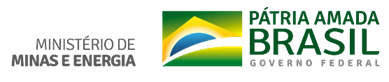 MINISTÉRIO DE
MINAS E ENERGIA
PÁTRIA AMADA
BRASIL
GOVERNO FEDERAL